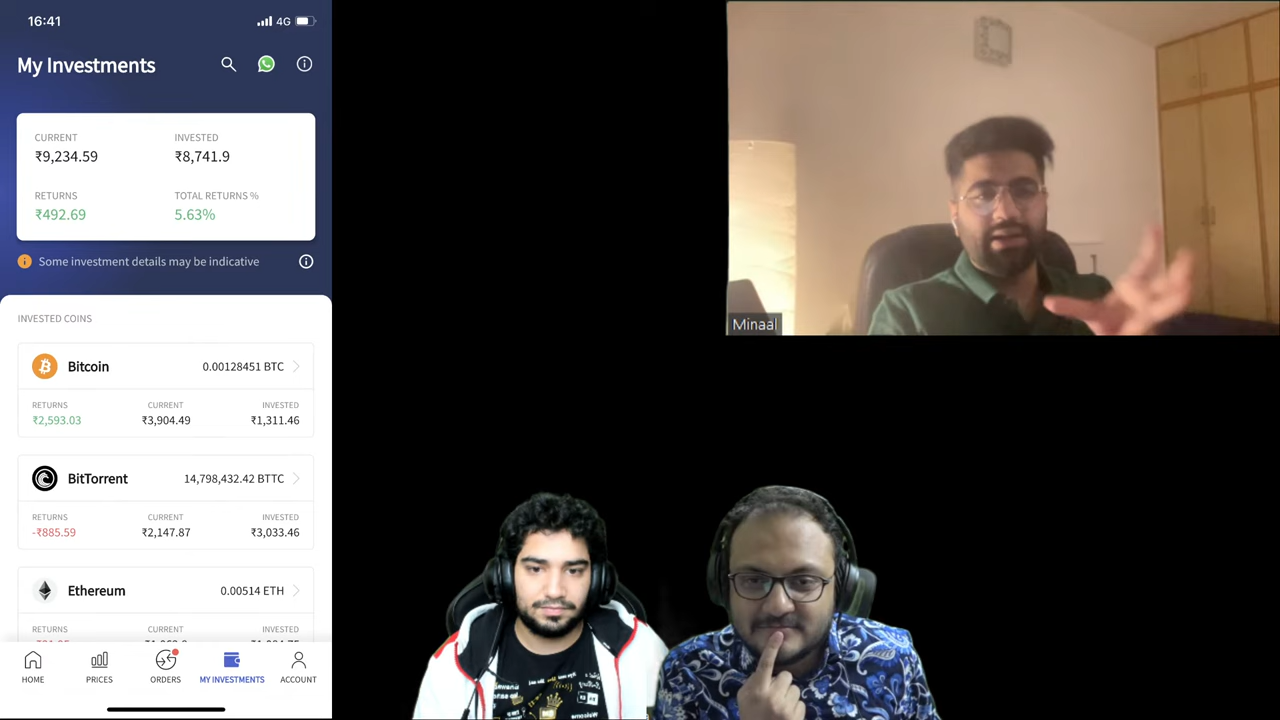 16:41
4G
My Investments
CURRENT
INVESTED
₹9,234.59
₹8,741.9
RETURNS
TOTAL RETURNS %
₹492.69
5.63%
Some investment details may be indicative
INVESTED COINS
Bitcoin
0.00128451 BTC
RETURNS
CURRENT
INVESTED
₹2,593.03
₹3,904.49
₹1,311.46
BitTorrent
14,798,432.42 BTTC
RETURNS
CURRENT
INVESTED
-₹885.59
₹2,147.87
₹3,033.46
Ethereum
0.00514 ETH
RETURNS
CURRENT
INVESTED
HOME
PRICES
ORDERS
MY INVESTMENTS
ACCOUNT
Minaal